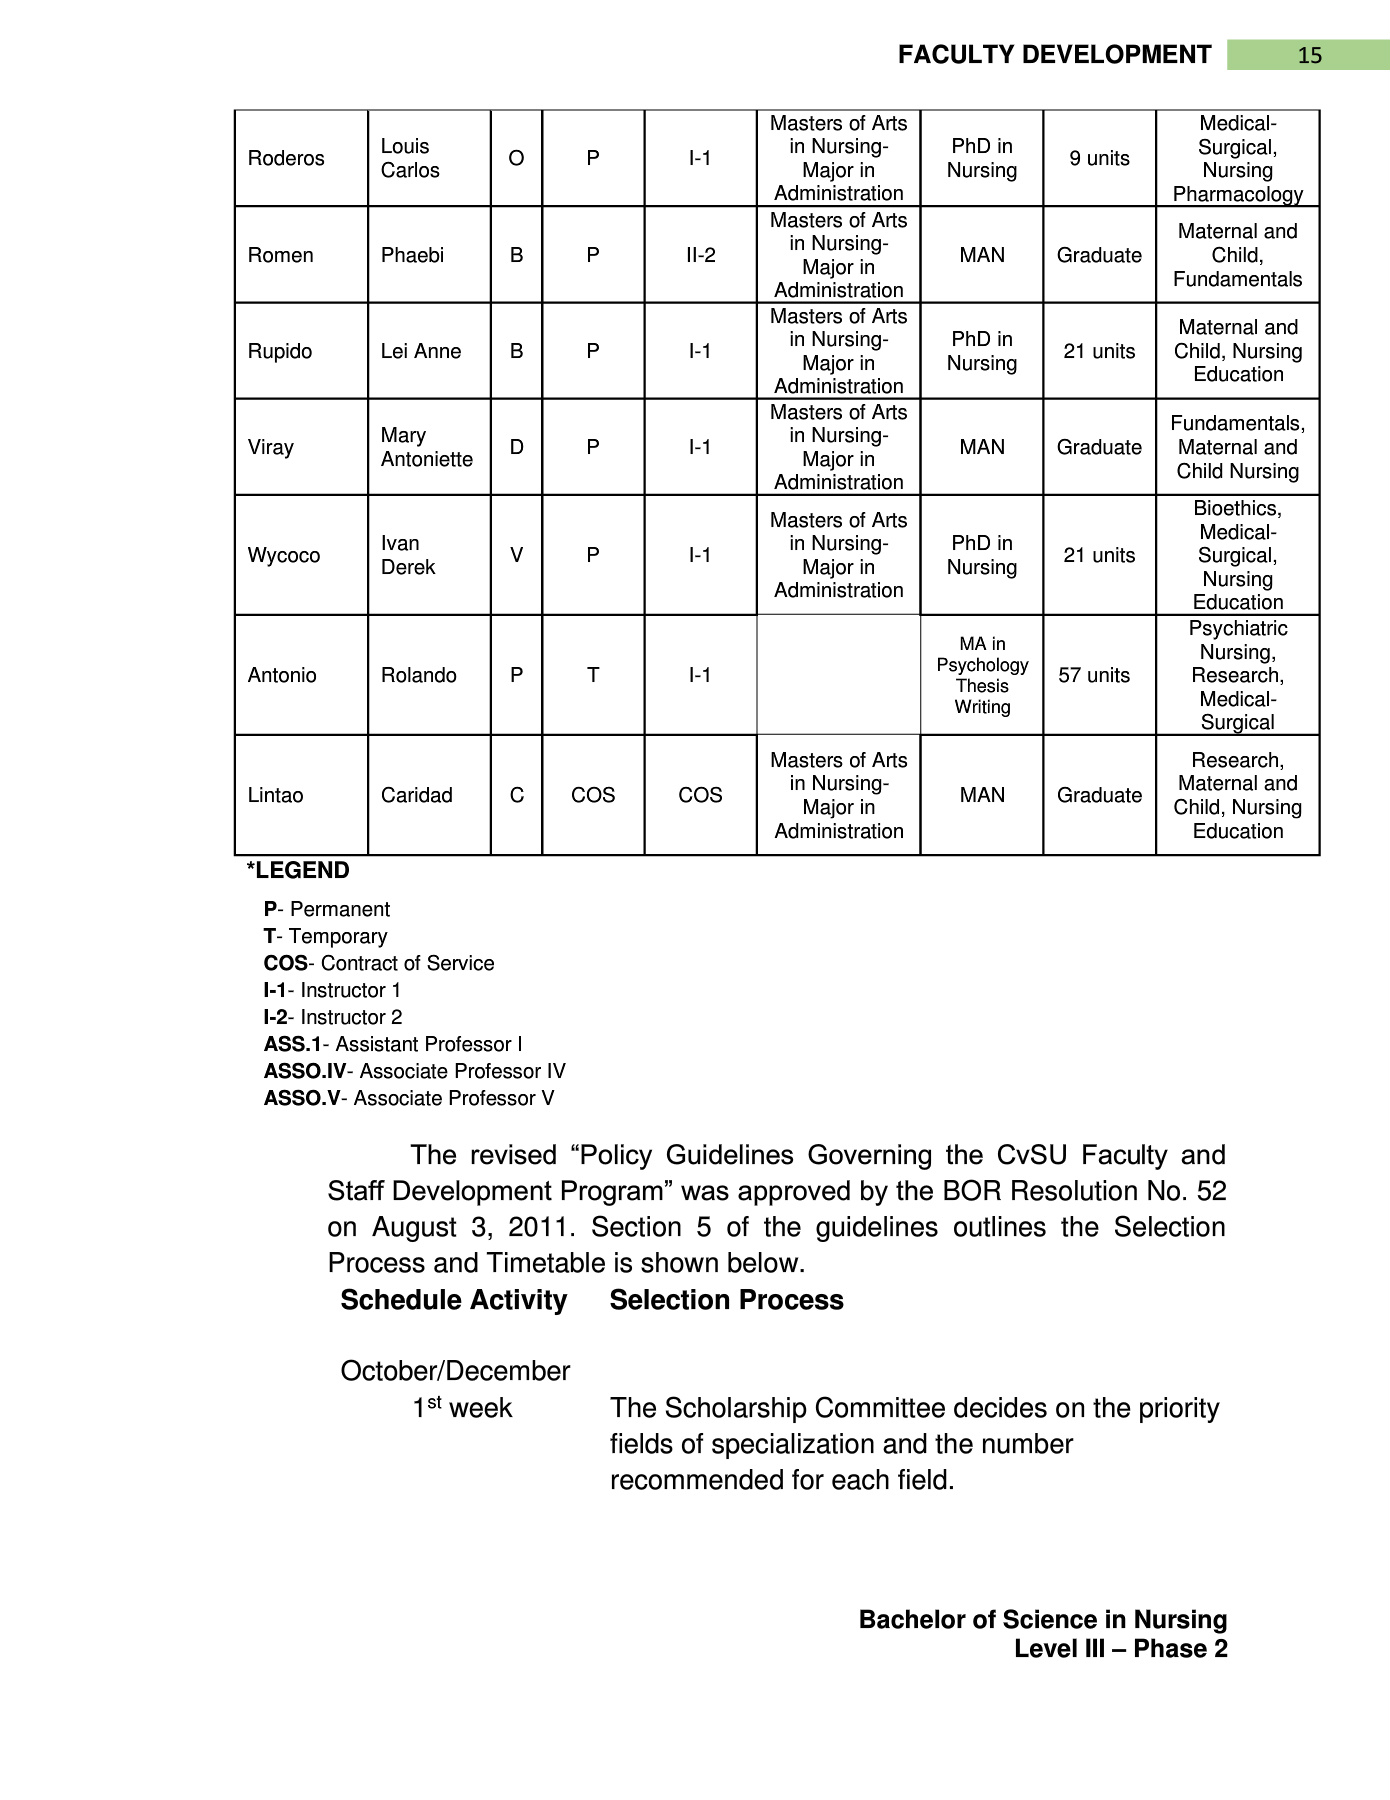 FACULTY DEVELOPMENT 15
Roderos Louis Carlos O P I-1 Masters of Arts in Nursing- Major in Administration PhD in Nursing 9 units Medical- Surgical, Nursing Pharmacology
Romen Phaebi B P II-2 Masters of Arts in Nursing- Major in Administration MAN Graduate Maternal and Child, Fundamentals
Rupido Lei Anne B P I-1 Masters of Arts in Nursing- Major in Administration PhD in Nursing 21 units Maternal and Child, Nursing Education
Viray Mary Antoniette D P I-1 Masters of Arts in Nursing- Major in Administration MAN Graduate Fundamentals, Maternal and Child Nursing
Wycoco Ivan Derek V P I-1 Masters of Arts in Nursing- Major in Administration PhD in Nursing 21 units Bioethics, Medical- Surgical, Nursing Education
Antonio Rolando P T I-1 MA in Psychology Thesis Writing 57 units Psychiatric Nursing, Research, Medical- Surgical
Lintao Caridad C COS COS Masters of Arts in Nursing- Major in Administration MAN Graduate Research, Maternal and Child, Nursing Education
*LEGEND
P- Permanent
T- Temporary
COS- Contract of Service
I-1- Instructor 1
I-2- Instructor 2
ASS.1- Assistant Professor I
ASSO.IV- Associate Professor IV
ASSO.V- Associate Professor V
The revised “Policy Guidelines Governing the CvSU Faculty and
Staff Development Program” was approved by the BOR Resolution No. 52
on August 3, 2011. Section 5 of the guidelines outlines the Selection
Process and Timetable is shown below.
Schedule Activity Selection Process
October/December
1st week The Scholarship Committee decides on the priority
fields of specialization and the number
recommended for each field.
Bachelor of Science in Nursing
Level III – Phase 2